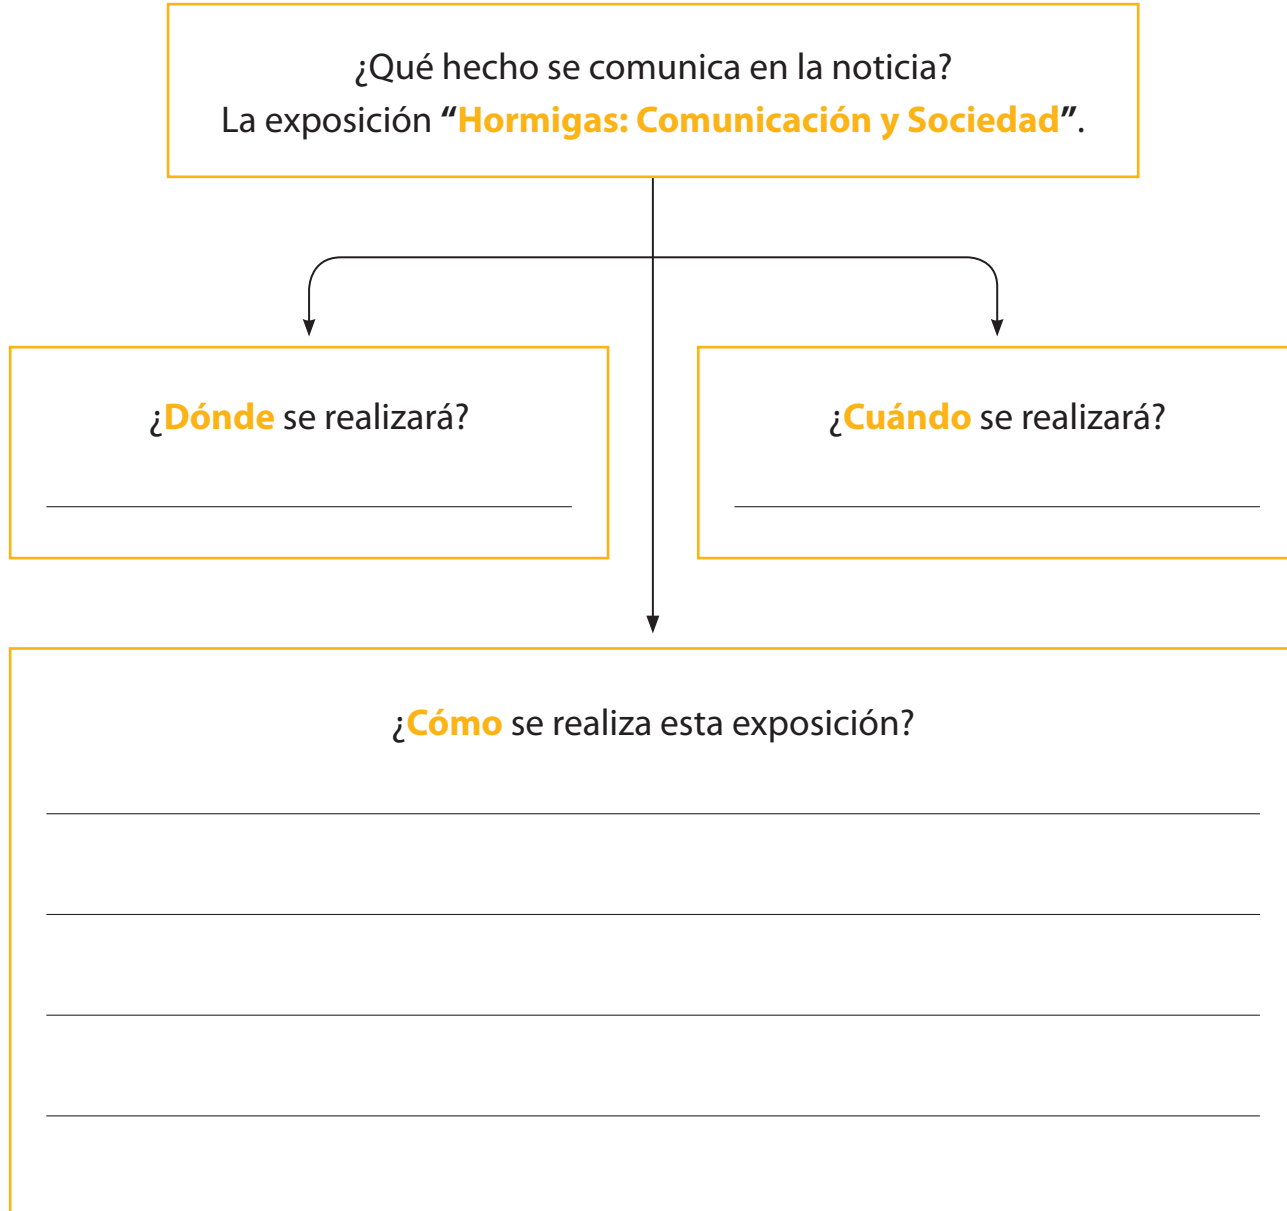 ¿Qué hecho se comunica en la noticia?
La exposición “Hormigas: Comunicación y Sociedad”.
¿Dónde se realizará?
¿Cuándo se realizará?
¿Cómo se realiza esta exposición?